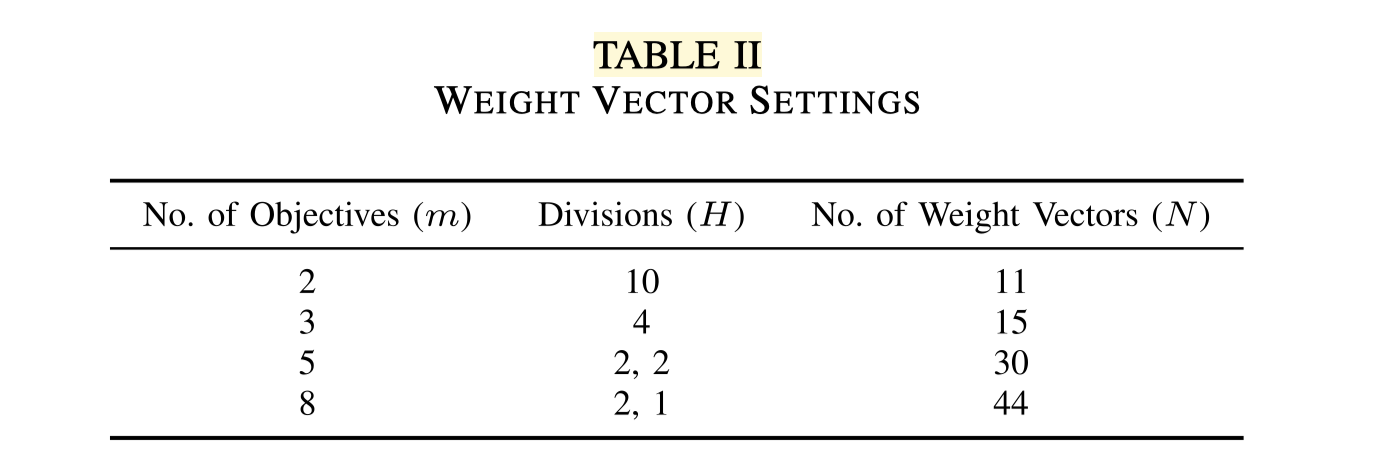 TABLE II
WEIGHT VECTOR SETTINGS
No. of Objectives (m) Divisions (H) No. of Weight Vectors (N)
2 10 11
3 4 15
5 2, 2 30
8 2, 1 44